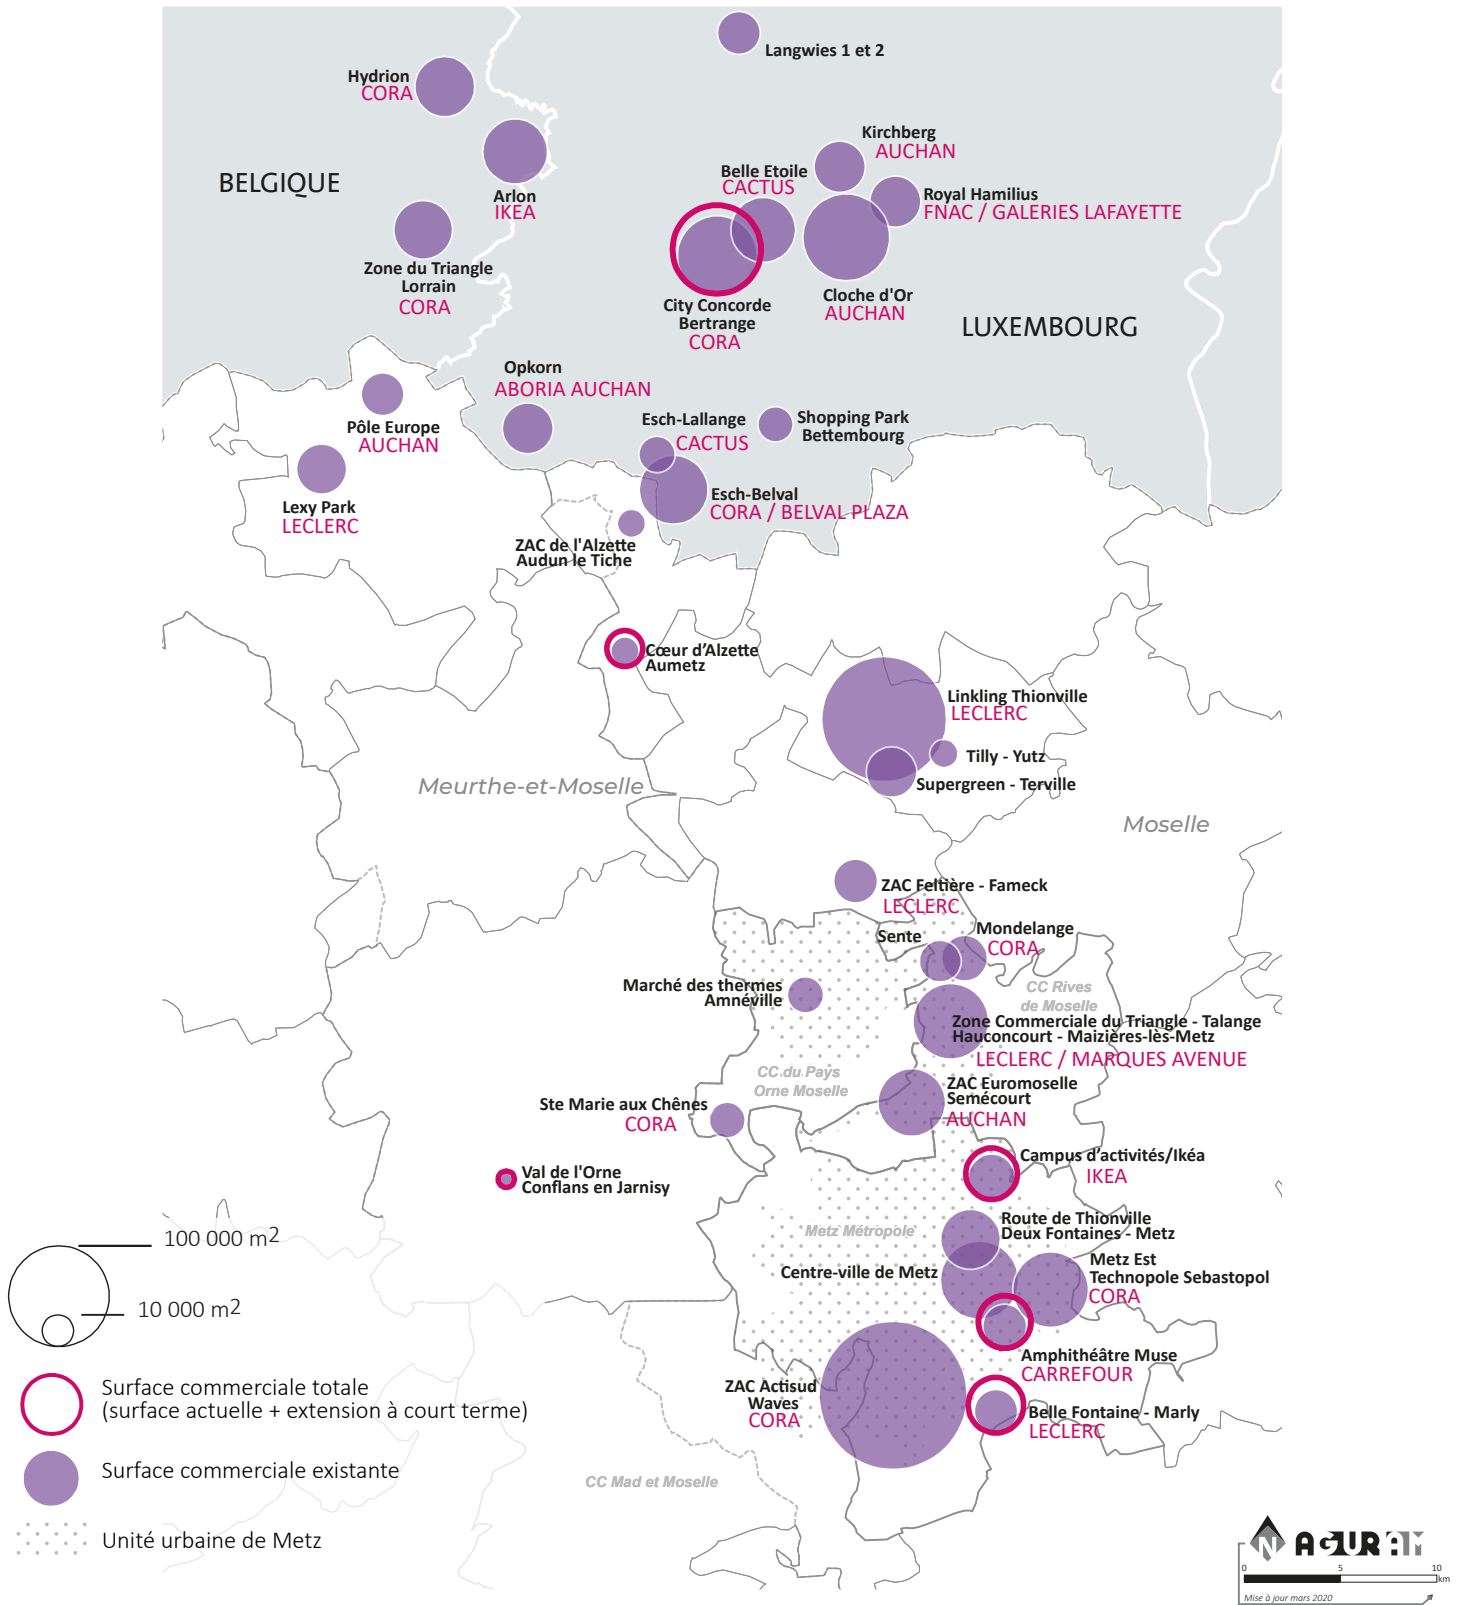 Langwies 1 et 2
Hydrion
CORA
Kirchberg
AUCHAN
BELGIQUE
Belle Etoile
CACTUS
Arlon
IKEA
Royal Hamilius
FNAC / GALERIES LAFAYETTE
Zone du Triangle
Lorrain
CORA
City Concorde
Bertrange
CORA
Cloche d'Or
AUCHAN
LUXEMBOURG
Opkorn
ABORIA AUCHAN
Pôle Europe
AUCHAN
Esch-Lallange
CACTUS
Shopping Park
Bettembourg
Lexy Park
LECLERC
Esch-Belval
CORA / BELVAL PLAZA
ZAC de l'Alzette
Audun le Tiche
Cœur d’Alzette
Aumetz
Linkling Thionville
LECLERC
Tilly - Yutz
Supergreen - Terville
Meurthe-et-Moselle
Moselle
ZAC Feltière - Fameck
LECLERC
Sente
Mondelange
CORA
Marché des thermes
Amnéville
CC Rives
de Moselle
Zone Commerciale du Triangle - Talange
Hauconcourt - Maizières-lès-Metz
LECLERC / MARQUES AVENUE
CC du Pays
Orne Moselle
ZAC Euromoselle
Semécourt
AUCHAN
Ste Marie aux Chênes
CORA
Campus d’activités/Ikéa
IKEA
Val de l'Orne
Conflans en Jarnisy
Route de Thionville
Deux Fontaines - Metz
Metz Métropole
Centre-ville de Metz
Metz Est
Technopole Sebastopol
CORA
Amphithéâtre Muse
CARREFOUR
ZAC Actisud
Waves
CORA
Belle Fontaine - Marly
LECLERC
CC Mad et Moselle
100 000 m2
10 000 m2
Surface commerciale totale
(surface actuelle + extension à court terme)
Surface commerciale existante
Unité urbaine de Metz
N
AGURAM
0 5 10
km
Mise à jour mars 2020